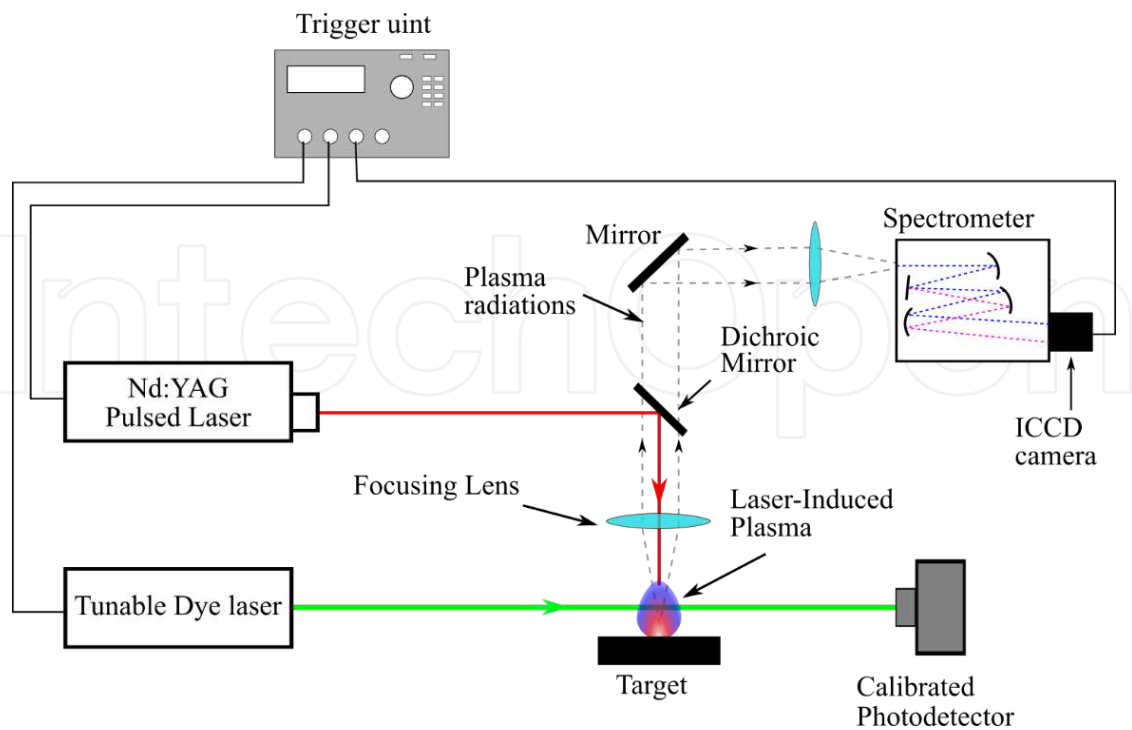 Trigger uint
Spectrometer
Mirror
Plasma
radiations
Dichroic
Mirror
Nd:YAG
Pulsed Laser
ICCD
camera
Focusing Lens
Laser-Induced
Plasma
Tunable Dye laser
Target
Calibrated
Photodetector
IntechOpen